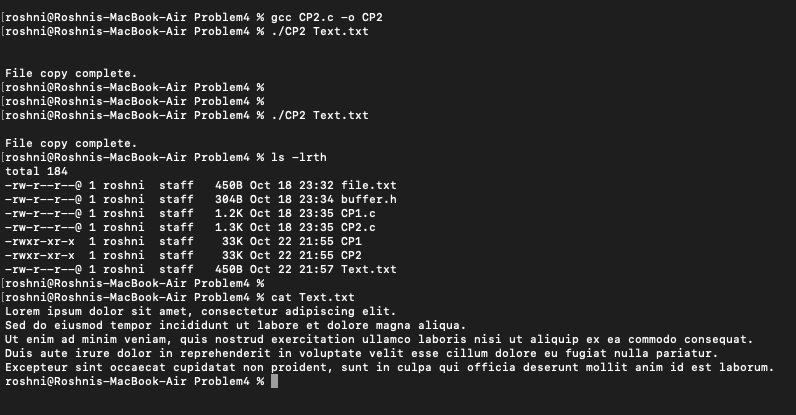 [roshni@Roshnis-MacBook-Air Problem4 % gcc CP2.c -o CP2
[roshni@Roshnis-MacBook-Air Problem4 % ./CP2 Text.txt
File copy complete.
[roshni@Roshnis-MacBook-Air Problem4 %
[roshni@Roshnis-MacBook-Air Problem4 %
[roshni@Roshnis-MacBook-Air Problem4 % ./CP2 Text.txt
File copy complete.
[roshni@Roshnis-MacBook-Air Problem4 % ls -lrth
total 184
-rw-r--r--@ 1 roshni  staff   450B Oct 18 23:32 file.txt
-rw-r--r--@ 1 roshni  staff   304B Oct 18 23:34 buffer.h
-rw-r--r--@ 1 roshni  staff   1.2K Oct 18 23:35 CP1.c
-rw-r--r--@ 1 roshni  staff   1.3K Oct 18 23:35 CP2.c
-rwxr-xr-x  1 roshni  staff    33K Oct 22 21:55 CP1
-rwxr-xr-x  1 roshni  staff    33K Oct 22 21:55 CP2
-rw-r--r--@ 1 roshni  staff   450B Oct 22 21:57 Text.txt
[roshni@Roshnis-MacBook-Air Problem4 %
[roshni@Roshnis-MacBook-Air Problem4 % cat Text.txt
Lorem ipsum dolor sit amet, consectetur adipiscing elit.
Sed do eiusmod tempor incididunt ut labore et dolore magna aliqua.
Ut enim ad minim veniam, quis nostrud exercitation ullamco laboris nisi ut aliquip ex ea commodo consequat.
Duis aute irure dolor in reprehenderit in voluptate velit esse cillum dolore eu fugiat nulla pariatur.
Excepteur sint occaecat cupidatat non proident, sunt in culpa qui officia deserunt mollit anim id est laborum.
roshni@Roshnis-MacBook-Air Problem4 %